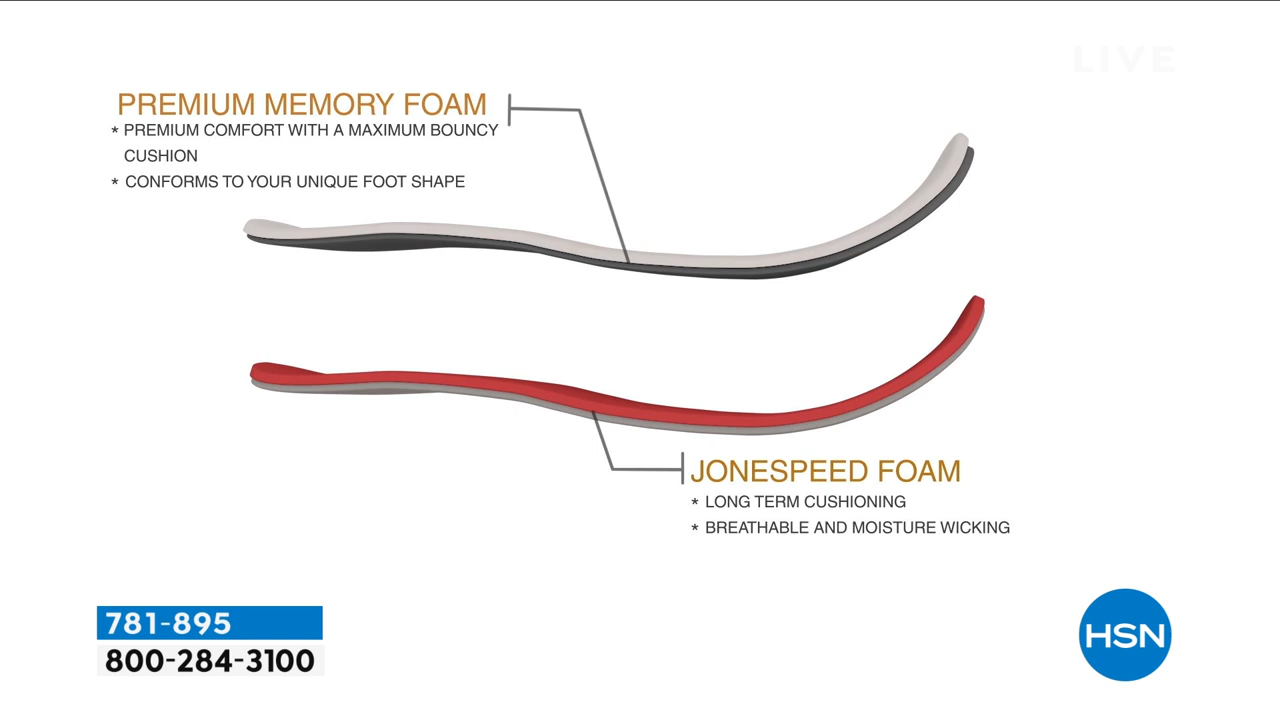 LIVE
PREMIUM MEMORY FOAM
* PREMIUM COMFORT WITH A MAXIMUM BOUNCY
CUSHION
* CONFORMS TO YOUR UNIQUE FOOT SHAPE
JONESPEED FOAM
* LONG TERM CUSHIONING
* BREATHABLE AND MOISTURE WICKING
781-895
800-284-3100
HSN